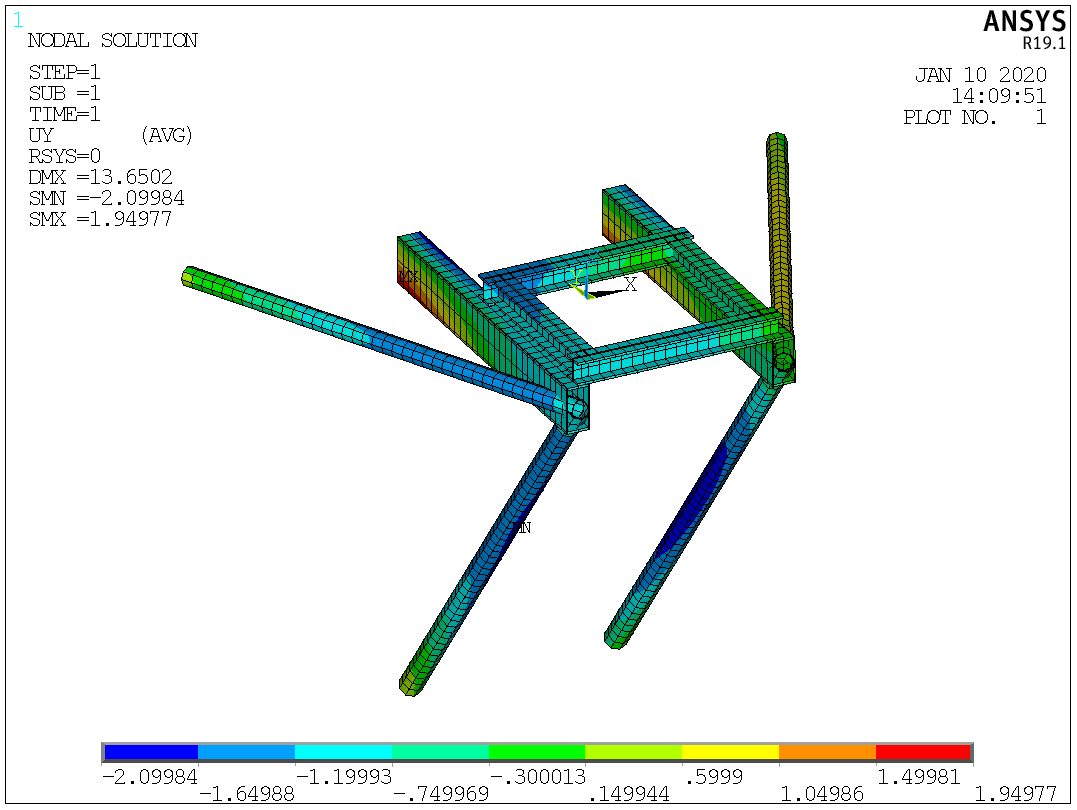 1
NODAL SOLUTION
STEP=1
SUB =1
TIME=1
UY (AVG)
RSYS=0
DMX =13.6502
SMN =-2.09984
SMX =1.94977
ANSYS
R19.1
JAN 10 2020
14:09:51
PLOT NO. 1
MX
Y
X
MN
-2.09984 -1.19993 -.300013 .5999 1.49981
-1.64988 -.749969 .149944 1.04986 1.94977